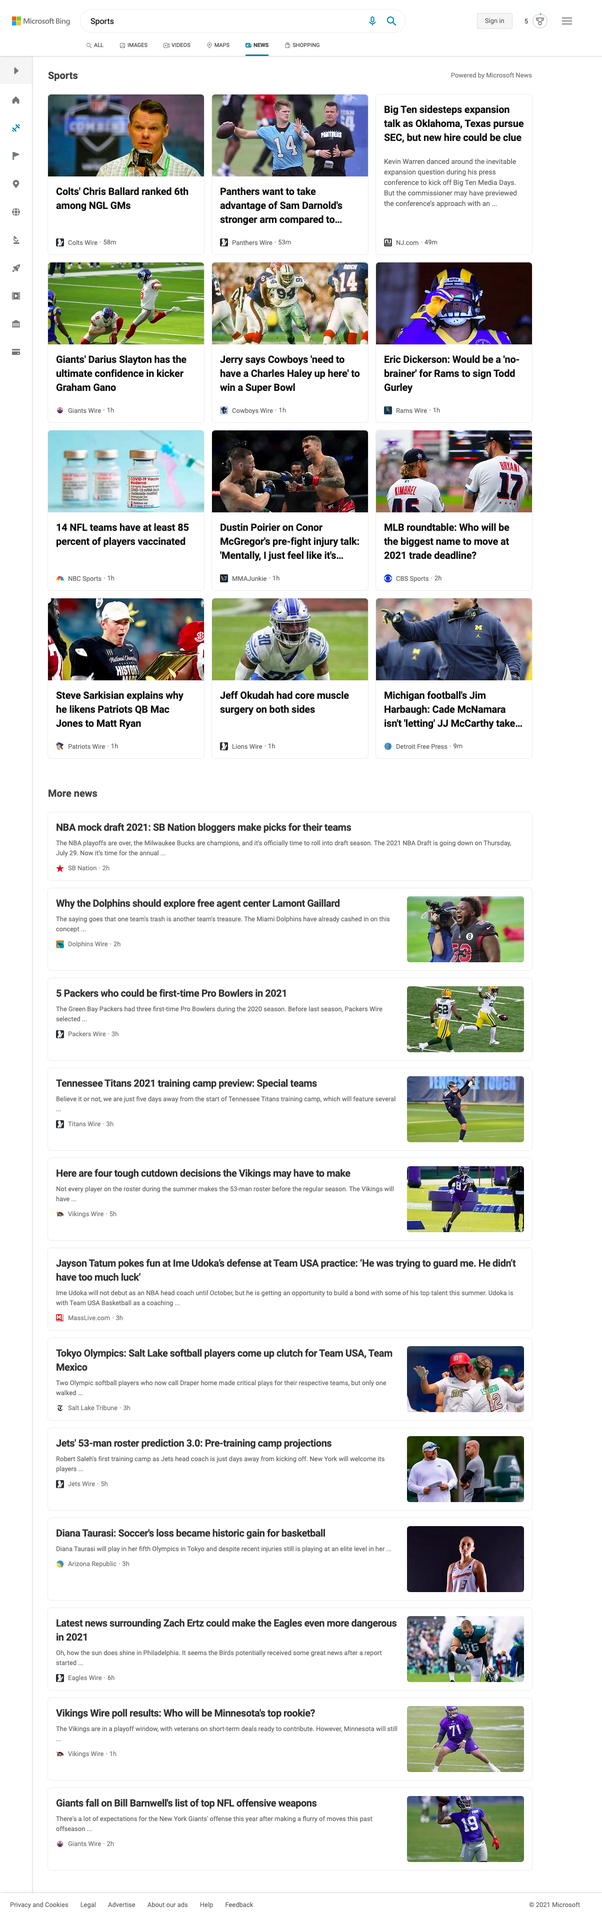 Microsoft Bing
Sports
Sign in
5
ALL
IMAGES
VIDEOS
MAPS
NEWS
SHOPPING
Sports
Powered by Microsoft News
Colts' Chris Ballard ranked 6th
among NGL GMs
Colts Wire · 58m
Panthers want to take
advantage of Sam Darnold's
stronger arm compared to...
Panthers Wire · 53m
Big Ten sidesteps expansion
talk as Oklahoma, Texas pursue
SEC, but new hire could be clue
Kevin Warren danced around the inevitable
expansion question during his press
conference to kick off Big Ten Media Days.
But the commissioner may have previewed
the conference's approach with an ...
NJ.com · 49m
Giants' Darius Slayton has the
ultimate confidence in kicker
Graham Gano
Giants Wire · 1h
Jerry says Cowboys 'need to
have a Charles Haley up here' to
win a Super Bowl
Cowboys Wire · 1h
Eric Dickerson: Would be a 'no-
brainer' for Rams to sign Todd
Gurley
Rams Wire · 1h
14 NFL teams have at least 85
percent of players vaccinated
NBC Sports · 1h
Dustin Poirier on Conor
McGregor's pre-fight injury talk:
'Mentally, I just feel like it's...
MMAJunkie · 1h
KIMBREL
46
BRYANT
17
MLB roundtable: Who will be
the biggest name to move at
2021 trade deadline?
CBS Sports · 2h
Steve Sarkisian explains why
he likens Patriots QB Mac
Jones to Matt Ryan
Patriots Wire · 1h
Jeff Okudah had core muscle
surgery on both sides
Lions Wire · 1h
Michigan football's Jim
Harbaugh: Cade McNamara
isn't 'letting' JJ McCarthy take...
Detroit Free Press · 9m
More news
NBA mock draft 2021: SB Nation bloggers make picks for their teams
The NBA playoffs are over, the Milwaukee Bucks are champions, and it's officially time to roll into draft season. The 2021 NBA Draft is going down on Thursday,
July 29. Now it's time for the annual ...
SB Nation · 2h
Why the Dolphins should explore free agent center Lamont Gaillard
The saying goes that one team's trash is another team's treasure. The Miami Dolphins have already cashed in on this
concept ...
Dolphins Wire · 2h
5 Packers who could be first-time Pro Bowlers in 2021
The Green Bay Packers had three first-time Pro Bowlers during the 2020 season. Before last season, Packers Wire
selected ...
Packers Wire · 3h
Tennessee Titans 2021 training camp preview: Special teams
Believe it or not, we are just five days away from the start of Tennessee Titans training camp, which will feature several
...
Titans Wire · 3h
Here are four tough cutdown decisions the Vikings may have to make
Not every player on the roster during the summer makes the 53-man roster before the regular season. The Vikings will
have ...
Vikings Wire · 5h
Jayson Tatum pokes fun at Ime Udoka's defense at Team USA practice: 'He was trying to guard me. He didn't
have too much luck'
Ime Udoka will not debut as an NBA head coach until October, but he is getting an opportunity to build a bond with some of his top talent this summer. Udoka is
with Team USA Basketball as a coaching ...
MassLive.com · 3h
Tokyo Olympics: Salt Lake softball players come up clutch for Team USA, Team
Mexico
Two Olympic softball players who now call Draper home made critical plays for their respective teams, but only one
walked ...
Salt Lake Tribune · 3h
Jets' 53-man roster prediction 3.0: Pre-training camp projections
Robert Saleh's first training camp as Jets head coach is just days away from kicking off. New York will welcome its
players ...
Jets Wire · 5h
Diana Taurasi: Soccer's loss became historic gain for basketball
Diana Taurasi will play in her fifth Olympics in Tokyo and despite recent injuries still is playing at an elite level in her ...
Arizona Republic · 3h
Latest news surrounding Zach Ertz could make the Eagles even more dangerous
in 2021
Oh, how the sun does shine in Philadelphia. It seems the Birds potentially received some great news after a report
started ...
Eagles Wire · 6h
Vikings Wire poll results: Who will be Minnesota's top rookie?
The Vikings are in a playoff window, with veterans on short-term deals ready to contribute. However, Minnesota will still
...
Vikings Wire · 1h
Giants fall on Bill Barnwell's list of top NFL offensive weapons
There's a lot of expectations for the New York Giants' offense this year after making a flurry of moves this past
offseason ...
Giants Wire · 2h
Privacy and Cookies
Legal
Advertise
About our ads
Help
Feedback
© 2021 Microsoft